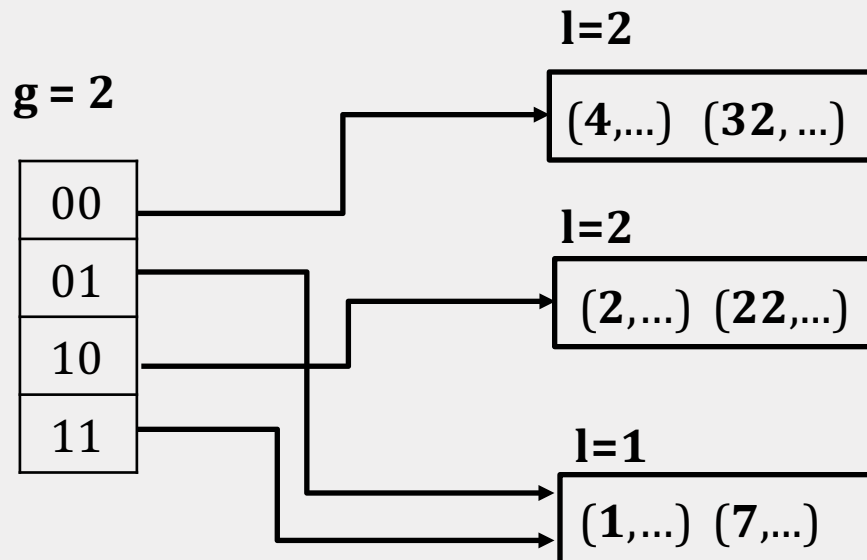 g = 2
00
01
10
11
l=2
(4,...) (32, ...)
l=2
(2,...) (22,...)
l=1
(1,...) (7,...)